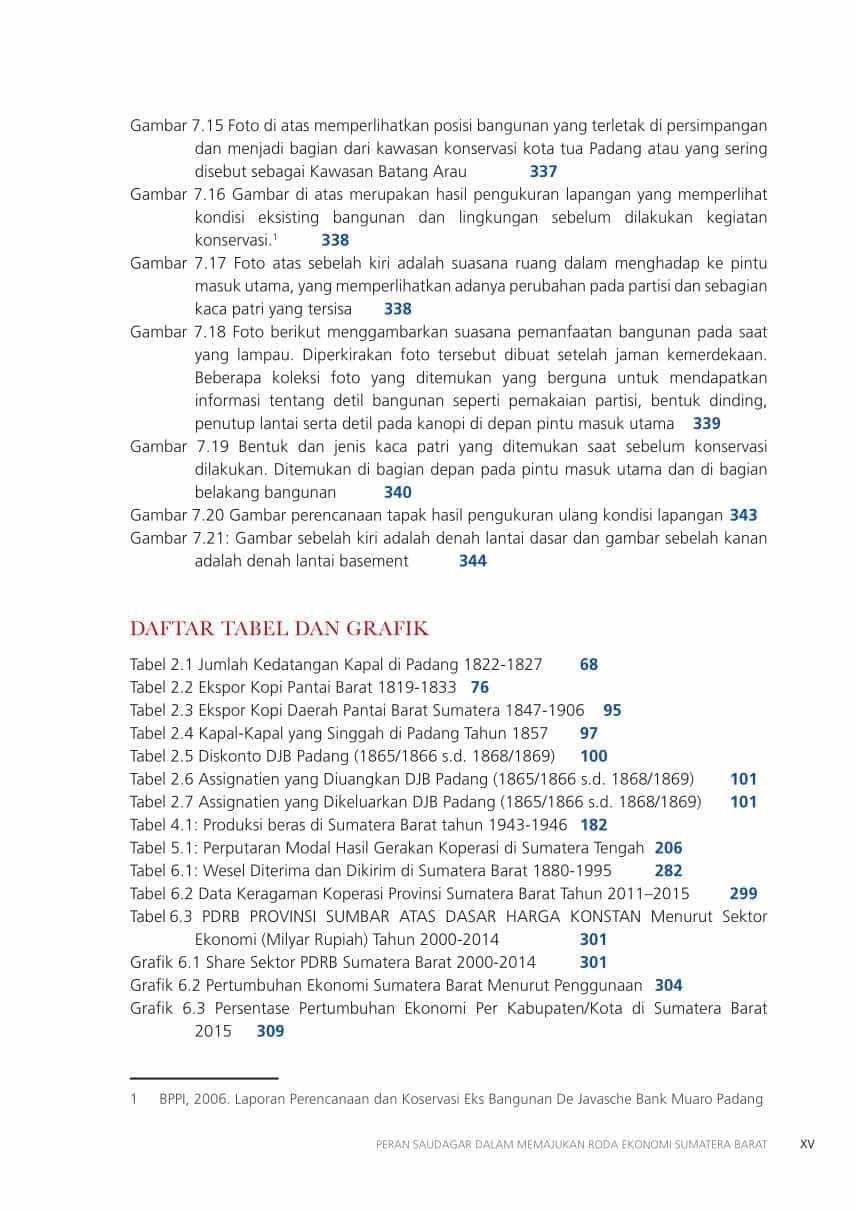 Gambar 7.15 Foto di atas memperlihatkan posisi bangunan yang terletak di persimpangan
dan menjadi bagian dari kawasan konservasi kota tua Padang atau yang sering
disebut sebagai Kawasan Batang Arau 337
Gambar 7.16 Gambar di atas merupakan hasil pengukuran lapangan yang memperlihat
kondisi eksisting bangunan dan lingkungan sebelum dilakukan kegiatan
konservasi.1 338
Gambar 7.17 Foto atas sebelah kiri adalah suasana ruang dalam menghadap ke pintu
masuk utama, yang memperlihatkan adanya perubahan pada partisi dan sebagian
kaca patri yang tersisa 338
Gambar 7.18 Foto berikut menggambarkan suasana pemanfaatan bangunan pada saat
yang lampau. Diperkirakan foto tersebut dibuat setelah jaman kemerdekaan.
Beberapa koleksi foto yang ditemukan yang berguna untuk mendapatkan
informasi tentang detil bangunan seperti pemakaian partisi, bentuk dinding,
penutup lantai serta detil pada kanopi di depan pintu masuk utama 339
Gambar 7.19 Bentuk dan jenis kaca patri yang ditemukan saat sebelum konservasi
dilakukan. Ditemukan di bagian depan pada pintu masuk utama dan di bagian
belakang bangunan 340
Gambar 7.20 Gambar perencanaan tapak hasil pengukuran ulang kondisi lapangan 343
Gambar 7.21: Gambar sebelah kiri adalah denah lantai dasar dan gambar sebelah kanan
adalah denah lantai basement 344
DAFTAR TABEL DAN GRAFIK
Tabel 2.1 Jumlah Kedatangan Kapal di Padang 1822-1827 68
Tabel 2.2 Ekspor Kopi Pantai Barat 1819-1833 76
Tabel 2.3 Ekspor Kopi Daerah Pantai Barat Sumatera 1847-1906 95
Tabel 2.4 Kapal-Kapal yang Singgah di Padang Tahun 1857 97
Tabel 2.5 Diskonto DJB Padang (1865/1866 s.d. 1868/1869) 100
Tabel 2.6 Assignatien yang Diuangkan DJB Padang (1865/1866 s.d. 1868/1869) 101
Tabel 2.7 Assignatien yang Dikeluarkan DJB Padang (1865/1866 s.d. 1868/1869) 101
Tabel 4.1: Produksi beras di Sumatera Barat tahun 1943-1946 182
Tabel 5.1: Perputaran Modal Hasil Gerakan Koperasi di Sumatera Tengah 206
Tabel 6.1: Wesel Diterima dan Dikirim di Sumatera Barat 1880-1995 282
Tabel 6.2 Data Keragaman Koperasi Provinsi Sumatera Barat Tahun 2011–2015 299
Tabel 6.3 PDRB PROVINSI SUMBAR ATAS DASAR HARGA KONSTAN Menurut Sektor
Ekonomi (Milyar Rupiah) Tahun 2000-2014 301
Grafik 6.1 Share Sektor PDRB Sumatera Barat 2000-2014 301
Grafik 6.2 Pertumbuhan Ekonomi Sumatera Barat Menurut Penggunaan 304
Grafik 6.3 Persentase Pertumbuhan Ekonomi Per Kabupaten/Kota di Sumatera Barat
2015 309
1 BPPI, 2006. Laporan Perencanaan dan Koservasi Eks Bangunan De Javasche Bank Muaro Padang
PERAN SAUDAGAR DALAM MEMAJUKAN RODA EKONOMI SUMATERA BARAT XV